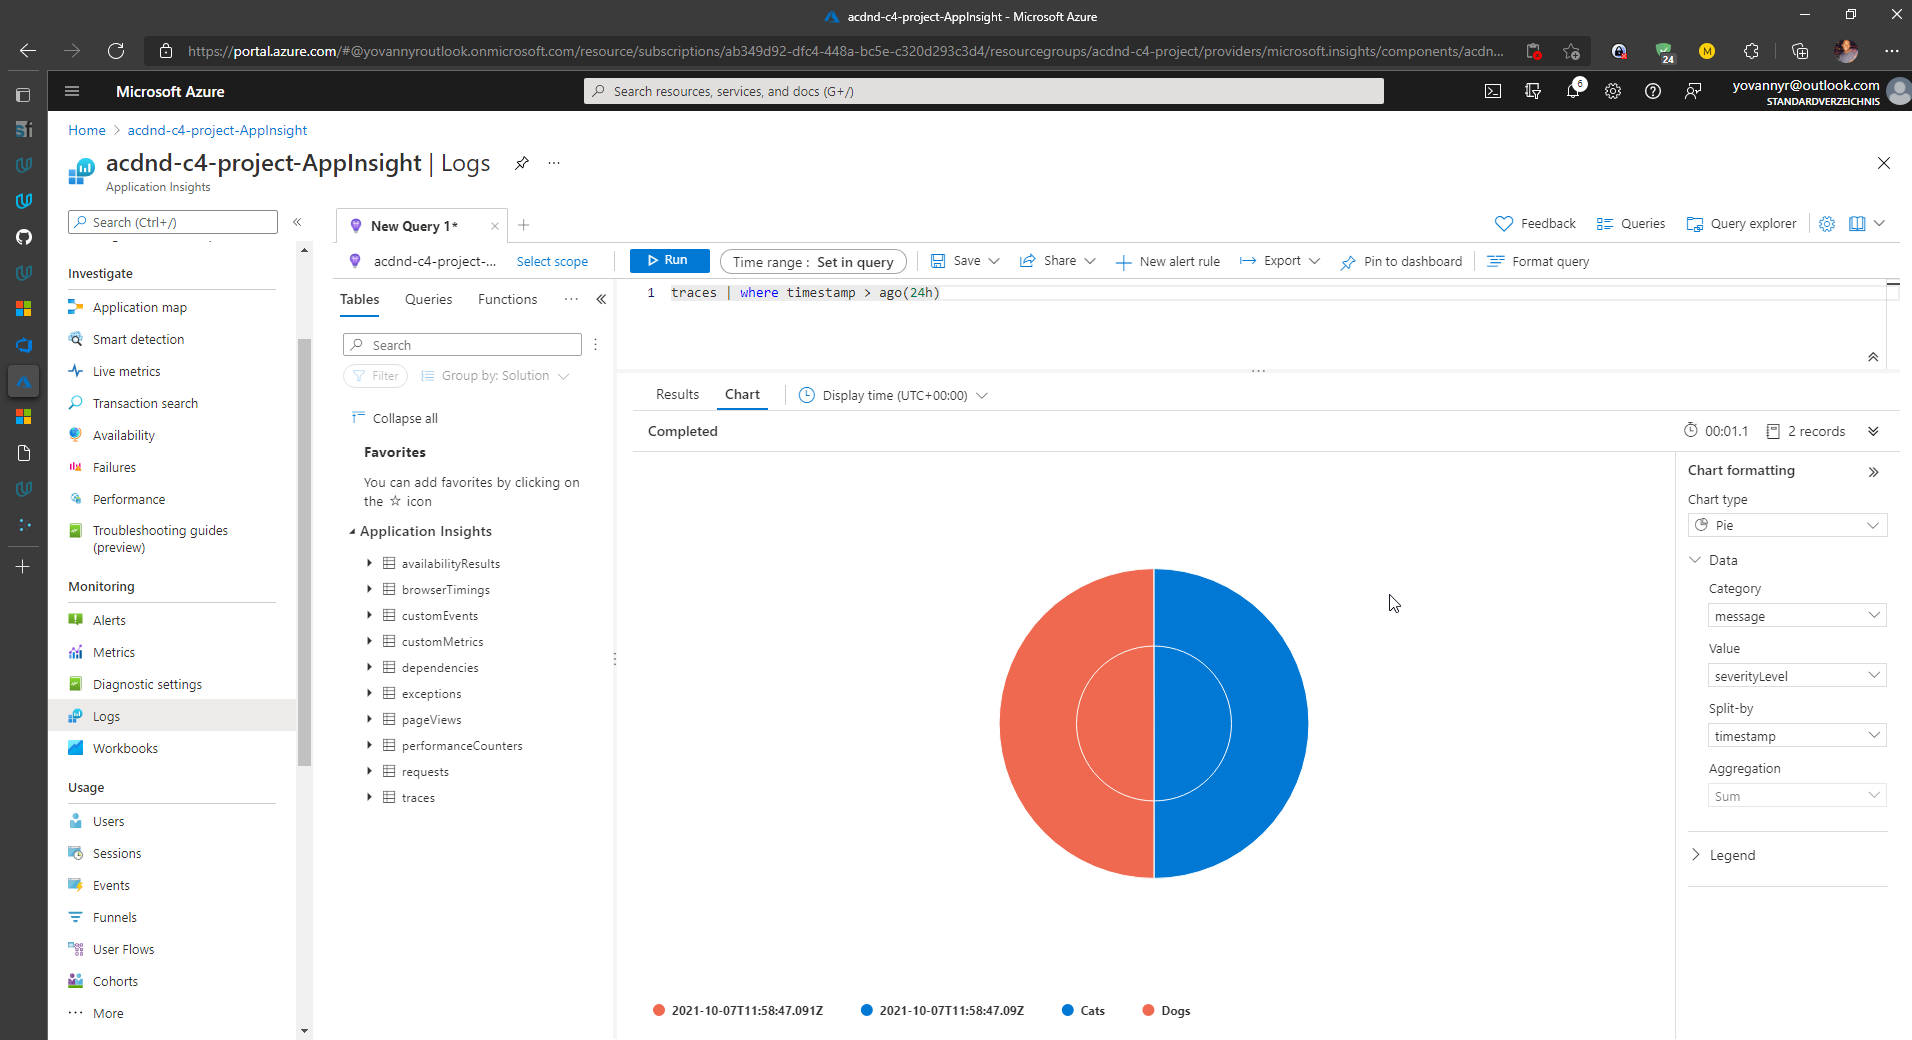 acdnd-c4-project-AppInsight - Microsoft Azure
https://portal.azure.com/#@yovannyroutlook.onmicrosoft.com/resource/subscriptions/ab349d92-dfc4-448a-bc5e-c320d293c3d4/resourcegroups/acdnd-c4-project/providers/microsoft.insights/components/acdn...
24
M
Microsoft Azure
Search resources, services, and docs (G+/)
6
yovannyr@outlook.com
STANDARDVERZEICHNIS
Home > acdnd-c4-project-AppInsight
acdnd-c4-project-AppInsight | Logs
Application Insights
Search (Ctrl+/)
Investigate
Application map
Smart detection
Live metrics
Transaction search
Availability
Failures
Performance
Troubleshooting guides
(preview)
Monitoring
Alerts
Metrics
Diagnostic settings
Logs
Workbooks
Usage
Users
Sessions
Events
Funnels
User Flows
Cohorts
More
New Query 1*
Feedback
Queries
Query explorer
acdnd-c4-project-...
Select scope
Run
Time range : Set in query
Save
Share
New alert rule
Export
Pin to dashboard
Format query
Tables
Queries
Functions
Search
Filter
Group by: Solution
Collapse all
Favorites
You can add favorites by clicking on
the ☆ icon
Application Insights
availabilityResults
browserTimings
customEvents
customMetrics
dependencies
exceptions
pageViews
performanceCounters
requests
traces
1 traces | where timestamp > ago(24h)
Results
Chart
Display time (UTC+00:00)
Completed
00:01.1
2 records
Chart formatting
Chart type
Pie
Data
Category
message
Value
severityLevel
Split-by
timestamp
Aggregation
Sum
Legend
2021-10-07T11:58:47.091Z
2021-10-07T11:58:47.09Z
Cats
Dogs